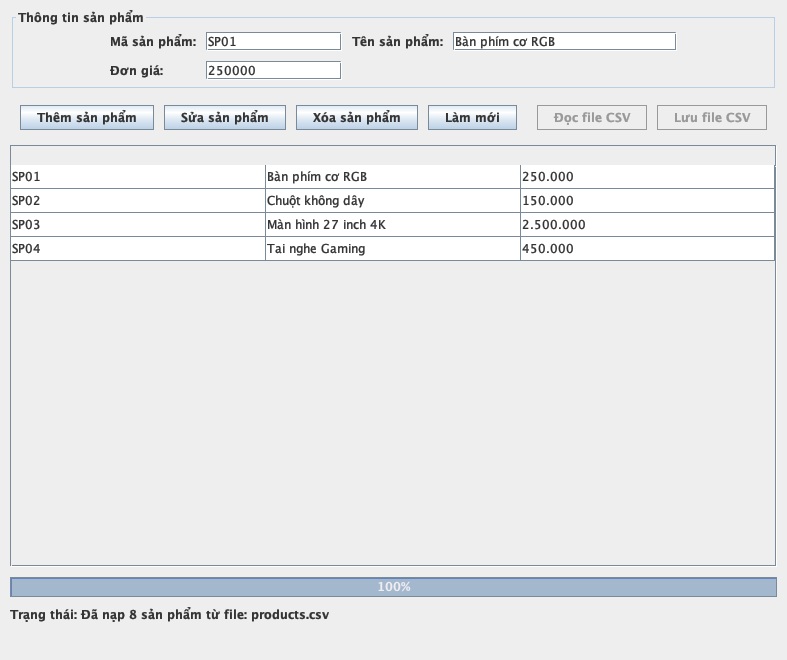 Thông tin sản phẩm
Mã sản phẩm: SP01 Tên sản phẩm: Bàn phím cơ RGB
Đơn giá: 250000
Thêm sản phẩm Sửa sản phẩm Xóa sản phẩm Làm mới Đọc file CSV Lưu file CSV
SP01 Bàn phím cơ RGB 250.000
SP02 Chuột không dây 150.000
SP03 Màn hình 27 inch 4K 2.500.000
SP04 Tai nghe Gaming 450.000
100%
Trạng thái: Đã nạp 8 sản phẩm từ file: products.csv